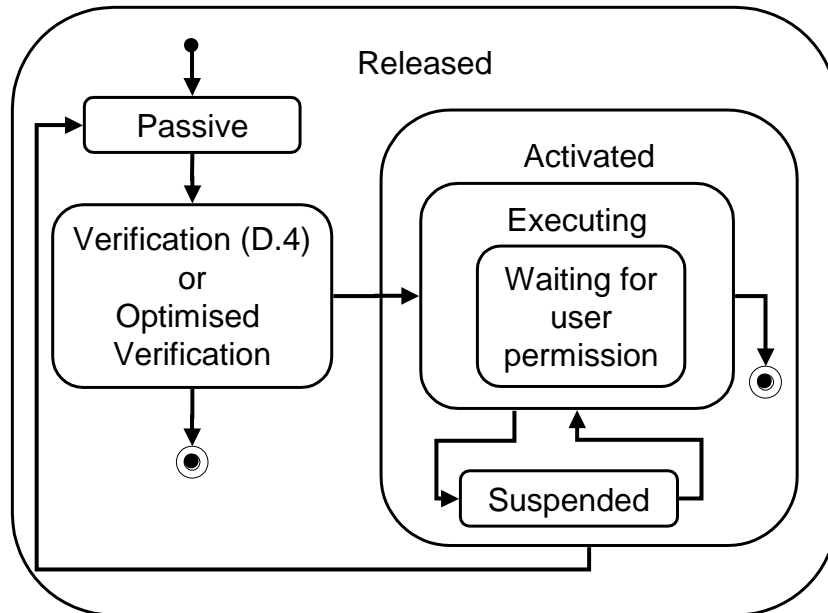 Released
Passive
Verification (D.4)
or
Optimised
Verification
Activated
Executing
Waiting for
user
permission
Suspended